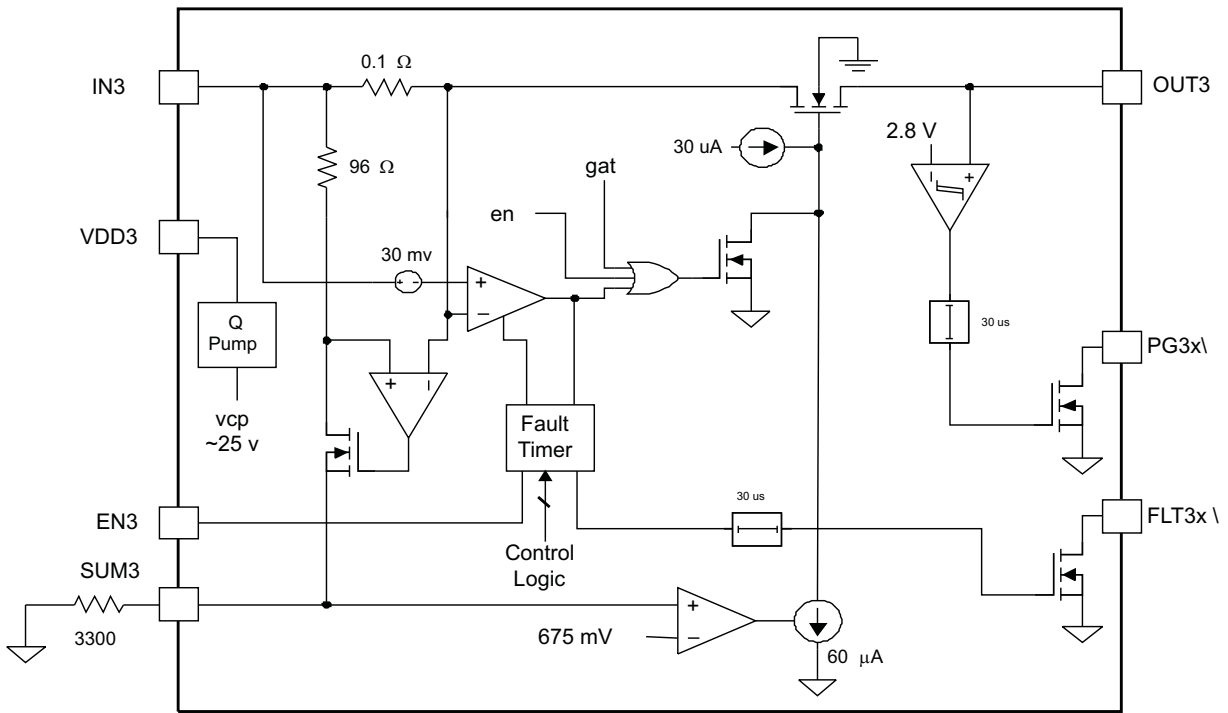 0.1 Ω
IN3
OUT3
2.8 V
30 uA
96 Ω
gat
− +
en
VDD3
30 mv
+
−
Q
Pump
30 us
PG3x\
+ −
vcp
~25 v
Fault
Timer
30 us
EN3
FLT3x \
Control
Logic
SUM3
+
−
3300
675 mV
60 μA